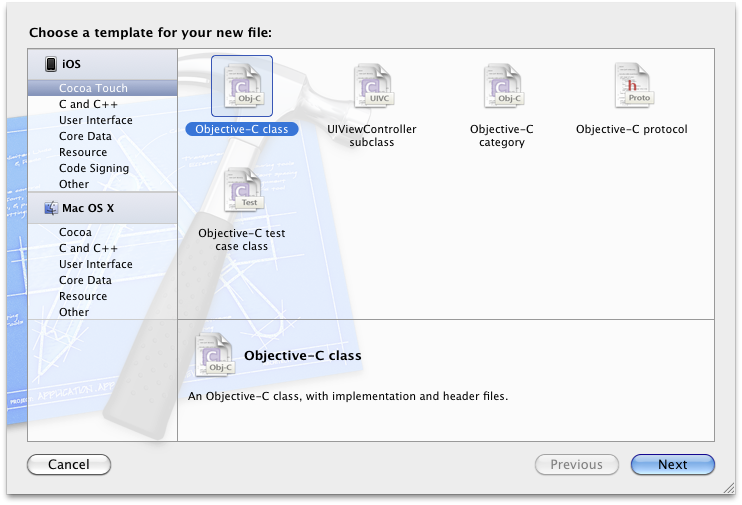 Choose a template for your new file:
iOS
Cocoa Touch
C and C++
User Interface
Core Data
Resource
Code Signing
Other
Mac OS X
Cocoa
C and C++
User Interface
Core Data
Resource
Other
Obj-C
Objective-C class
UIVC
UIViewController
subclass
Obj-C
Objective-C
category
Proto
Objective-C protocol
Test
Objective-C test
case class
Obj-C
Objective-C class
An Objective-C class, with implementation and header files.
Cancel
Previous
Next